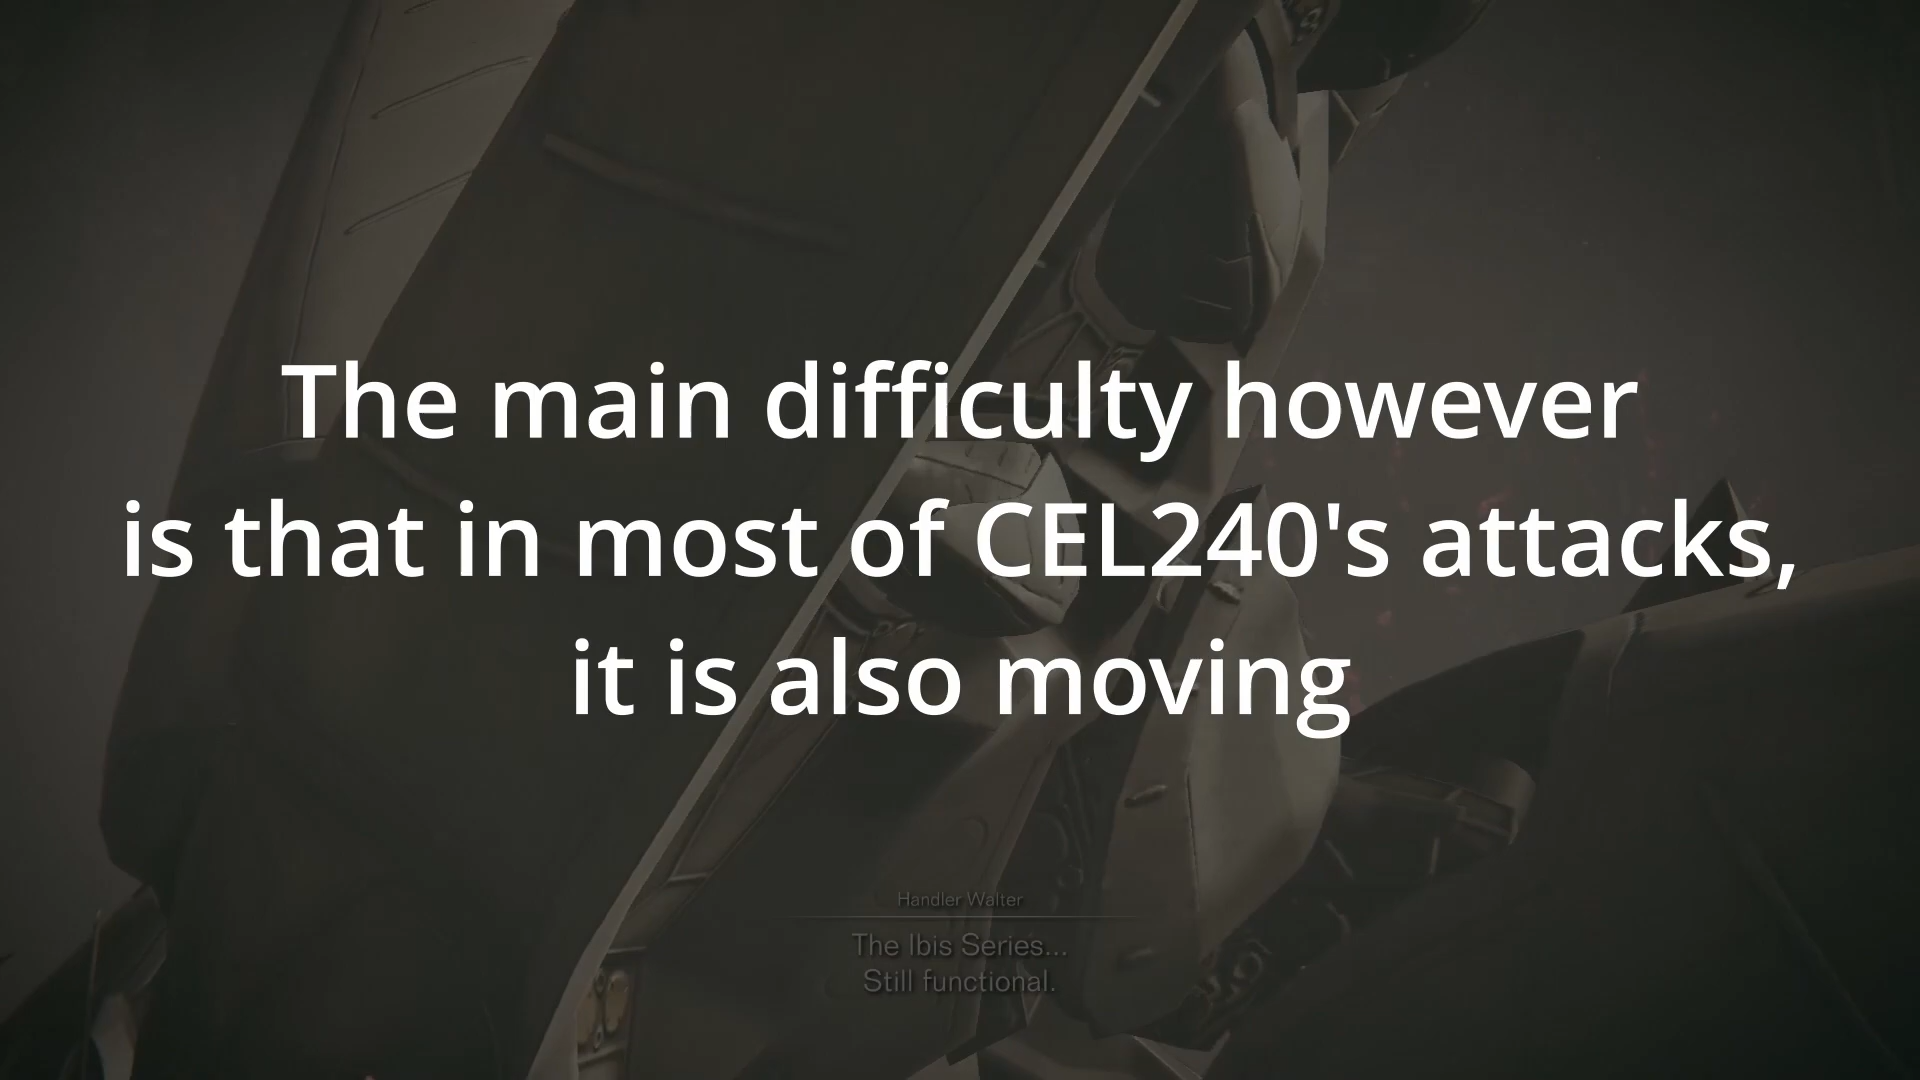 The main difficulty however
is that in most of CEL240's attacks,
it is also moving
Handler Walter
The Ibis Series...
Still functional.